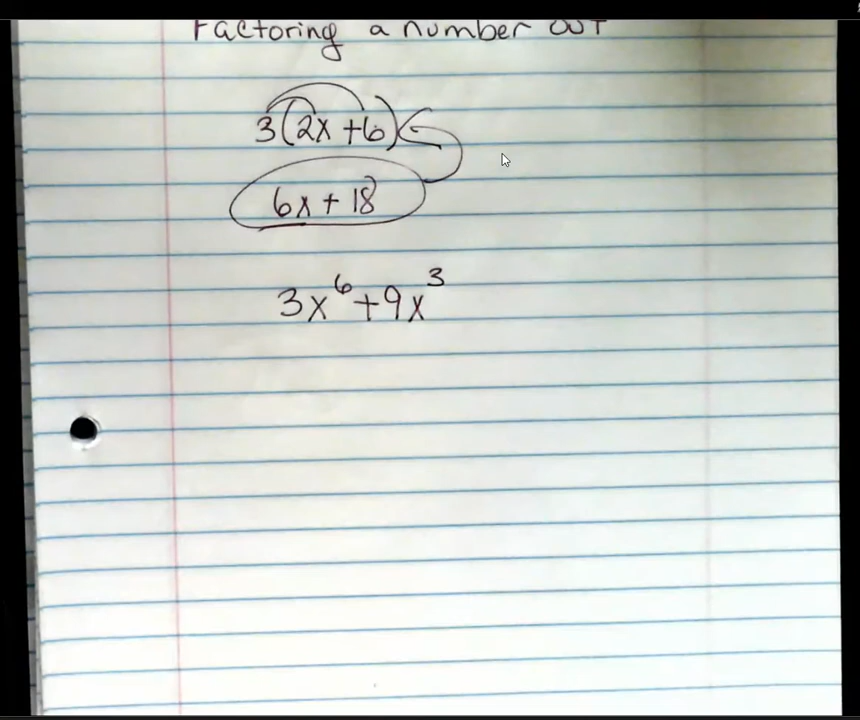 Factoring a number out
3(2x+6)
6x + 18
3x⁶+9x³